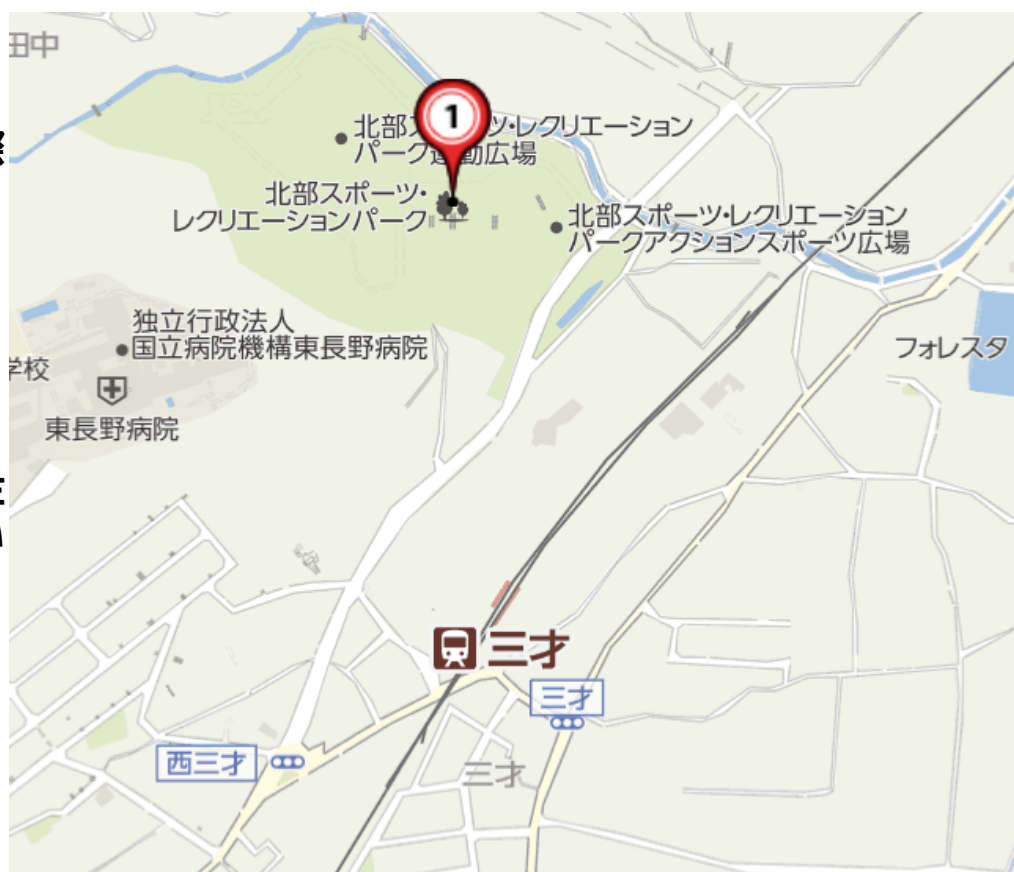 田中
1
北部スポーツ・レクリエーション
パーク運動広場
北部スポーツ・
レクリエーションパーク
北部スポーツ・レクリエーション
パークアクションスポーツ広場
独立行政法人
国立病院機構東長野病院
学校
東長野病院
フォレスタ
三才
三才
西三才
三才